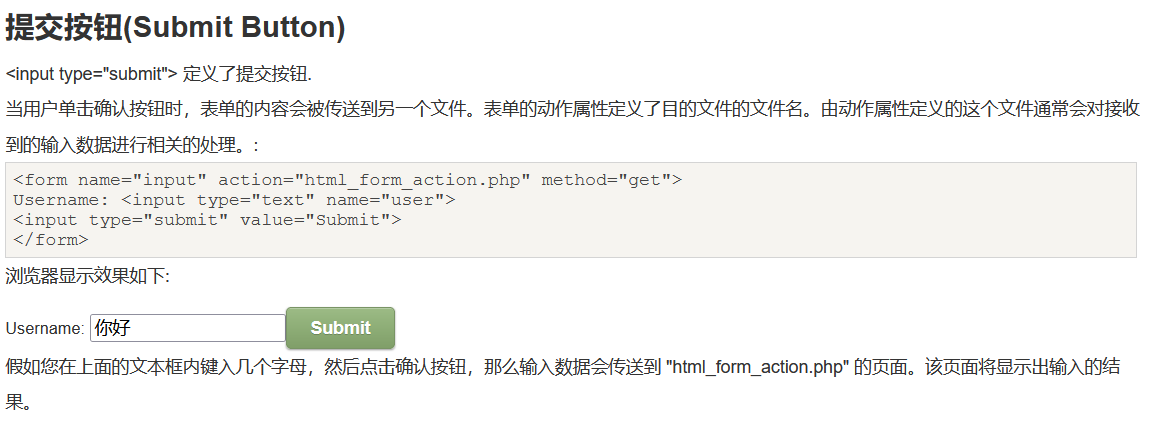 提交按钮(Submit Button)
<input type="submit"> 定义了提交按钮.
当用户单击确认按钮时，表单的内容会被传送到另一个文件。表单的动作属性定义了目的文件的文件名。由动作属性定义的这个文件通常会对接收
到的输入数据进行相关的处理。:
<form name="input" action="html_form_action.php" method="get">
Username: <input type="text" name="user">
<input type="submit" value="Submit">
</form>
浏览器显示效果如下:
Username: 你好 Submit
假如您在上面的文本框内键入几个字母，然后点击确认按钮，那么输入数据会传送到 "html_form_action.php" 的页面。该页面将显示出输入的结
果。